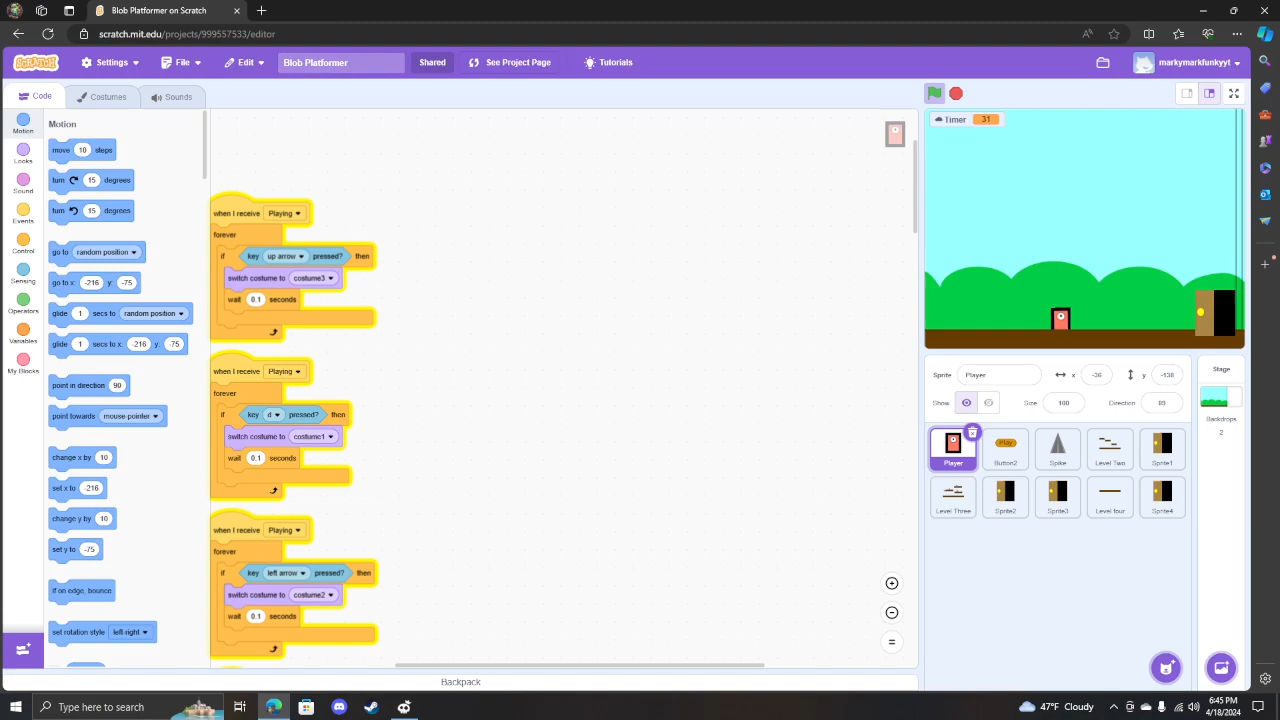 Blob Platformer on Scratch
scratch.mit.edu/projects/999557533/editor
SCRATCH
Settings
File
Edit
Blob Platformer
Shared
See Project Page
Tutorials
markymarkfunkyyt
Code
Costumes
Sounds
Motion
Looks
Sound
Events
Control
Sensing
Operators
Variables
My Blocks
Motion
move 10 steps
turn 15 degrees
turn 15 degrees
go to random position
go to x: -216 y: -75
glide 1 secs to random position
glide 1 secs to x: -216 y: -75
point in direction 90
point towards mouse-pointer
change x by 10
set x to -216
change y by 10
set y to -75
if on edge, bounce
set rotation style left-right
when I receive Playing
forever
if key up arrow pressed? then
switch costume to costume3
wait 0.1 seconds
when I receive Playing
forever
if key d pressed? then
switch costume to costume1
wait 0.1 seconds
when I receive Playing
forever
if key left arrow pressed? then
switch costume to costume2
wait 0.1 seconds
Timer 31
Sprite Player x -36 y -138
Show Size 100 Direction 89
Player
Button2
Play
Spike
Level Two
Sprite1
Level Three
Sprite2
Sprite3
Level four
Sprite4
Stage
Backdrops
2
Backpack
Type here to search
47°F Cloudy
6:45 PM
4/18/2024